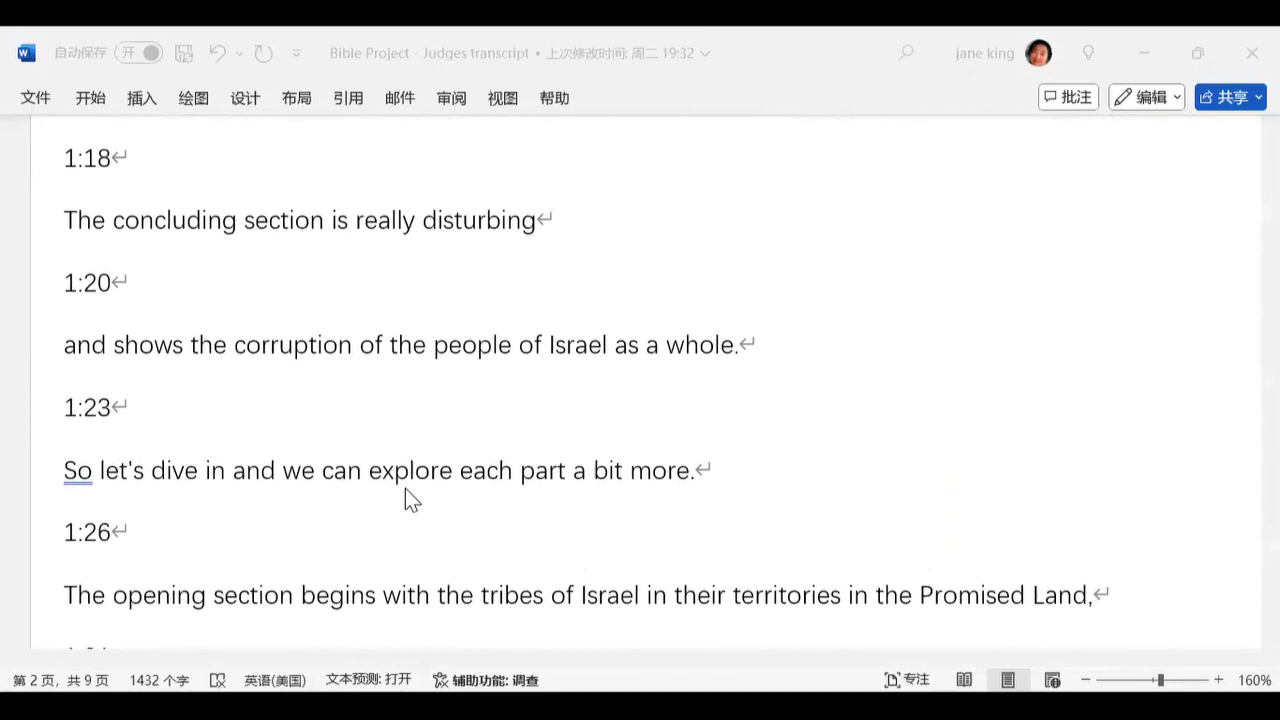 自动保存 开 Bible Project - Judges transcript • 上次修改时间: 周二 19:32 jane king
文件 开始 插入 绘图 设计 布局 引用 邮件 审阅 视图 帮助 批注 编辑 共享
1:18↵
The concluding section is really disturbing↵
1:20↵
and shows the corruption of the people of Israel as a whole.↵
1:23↵
So let's dive in and we can explore each part a bit more.↵
1:26↵
The opening section begins with the tribes of Israel in their territories in the Promised Land,↵
第 2 页，共 9 页 1432 个字 英语(美国) 文本预测: 打开 辅助功能: 调查 专注 160%